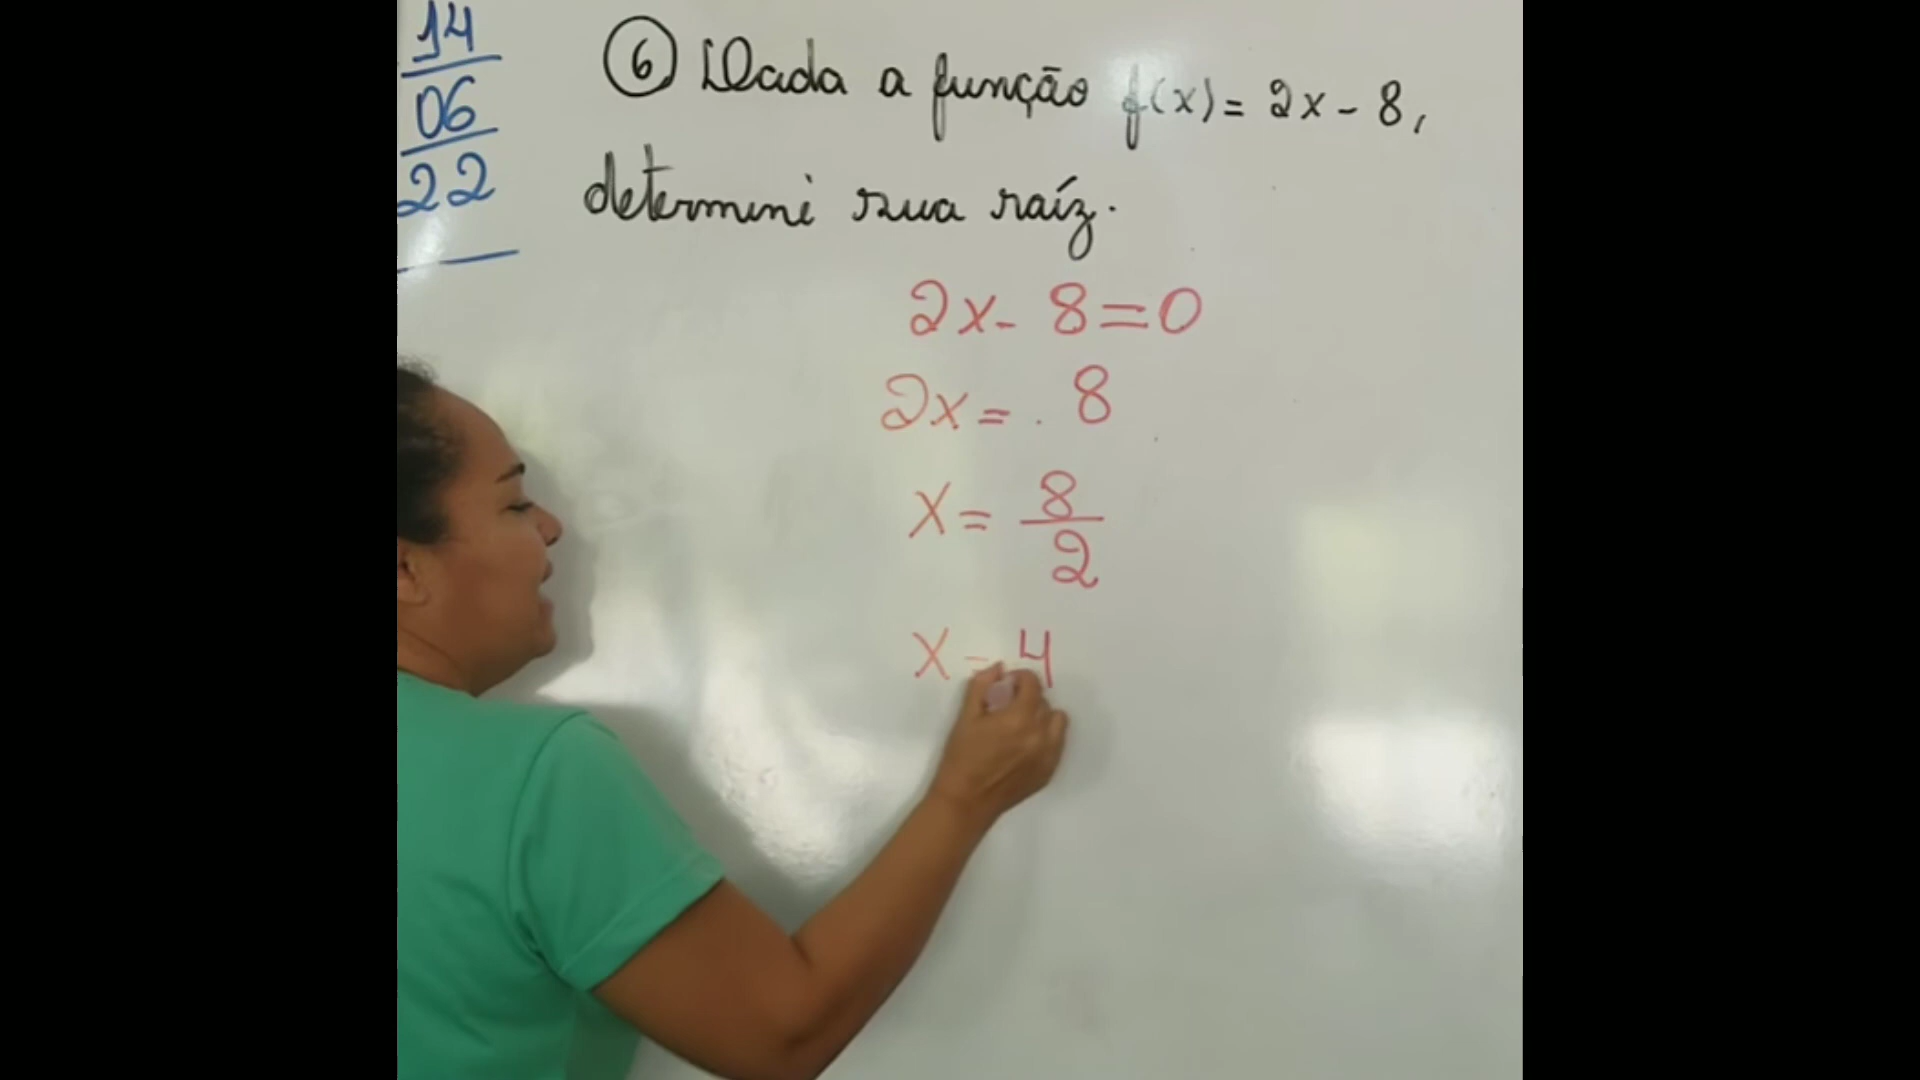 14
06
22
⑥ Dada a função f(x) = 2x - 8,
determine sua raíz.
2x - 8 = 0
2x = 8
x = 8/2
x = 4